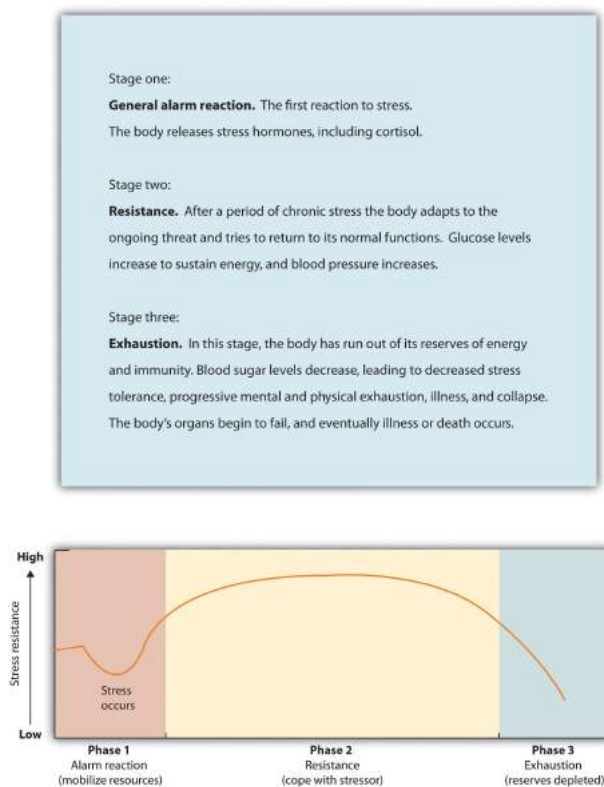 Stage one:
General alarm reaction. The first reaction to stress.
The body releases stress hormones, including cortisol.
Stage two:
Resistance. After a period of chronic stress the body adapts to the
ongoing threat and tries to return to its normal functions. Glucose levels
increase to sustain energy, and blood pressure increases.
Stage three:
Exhaustion. In this stage, the body has run out of its reserves of energy
and immunity. Blood sugar levels decrease, leading to decreased stress
tolerance, progressive mental and physical exhaustion, illness, and collapse.
The body's organs begin to fail, and eventually illness or death occurs.
High
Stress resistance
Low
Stress
occurs
Phase 1
Alarm reaction
(mobilize resources)
Phase 2
Resistance
(cope with stressor)
Phase 3
Exhaustion
(reserves depleted)